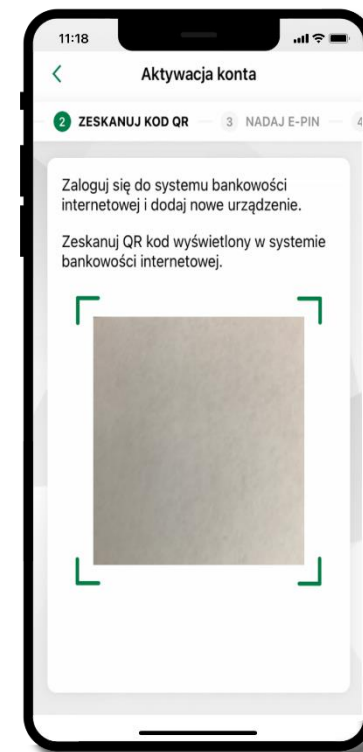 11:18
Aktywacja konta
2 ZESKANUJ KOD QR 3 NADAJ E-PIN 4
Zaloguj się do systemu bankowości
internetowej i dodaj nowe urządzenie.
Zeskanuj QR kod wyświetlony w systemie
bankowości internetowej.